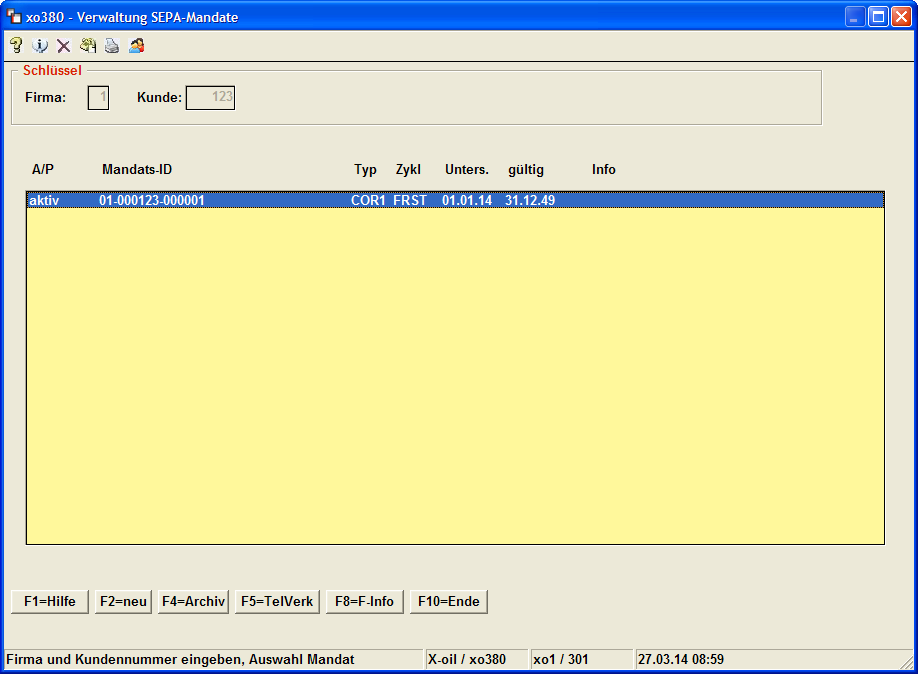 xo380 - Verwaltung SEPA-Mandate
Schlüssel
Firma: 1 Kunde: 123
A/P Mandats-ID Typ Zykl Unters. gültig Info
aktiv 01-000123-000001 COR1 FRST 01.01.14 31.12.49
F1=Hilfe F2=neu F4=Archiv F5=TelVerk F8=F-Info F10=Ende
Firma und Kundennummer eingeben, Auswahl Mandat X-oil / xo380 xo1 / 301 27.03.14 08:59